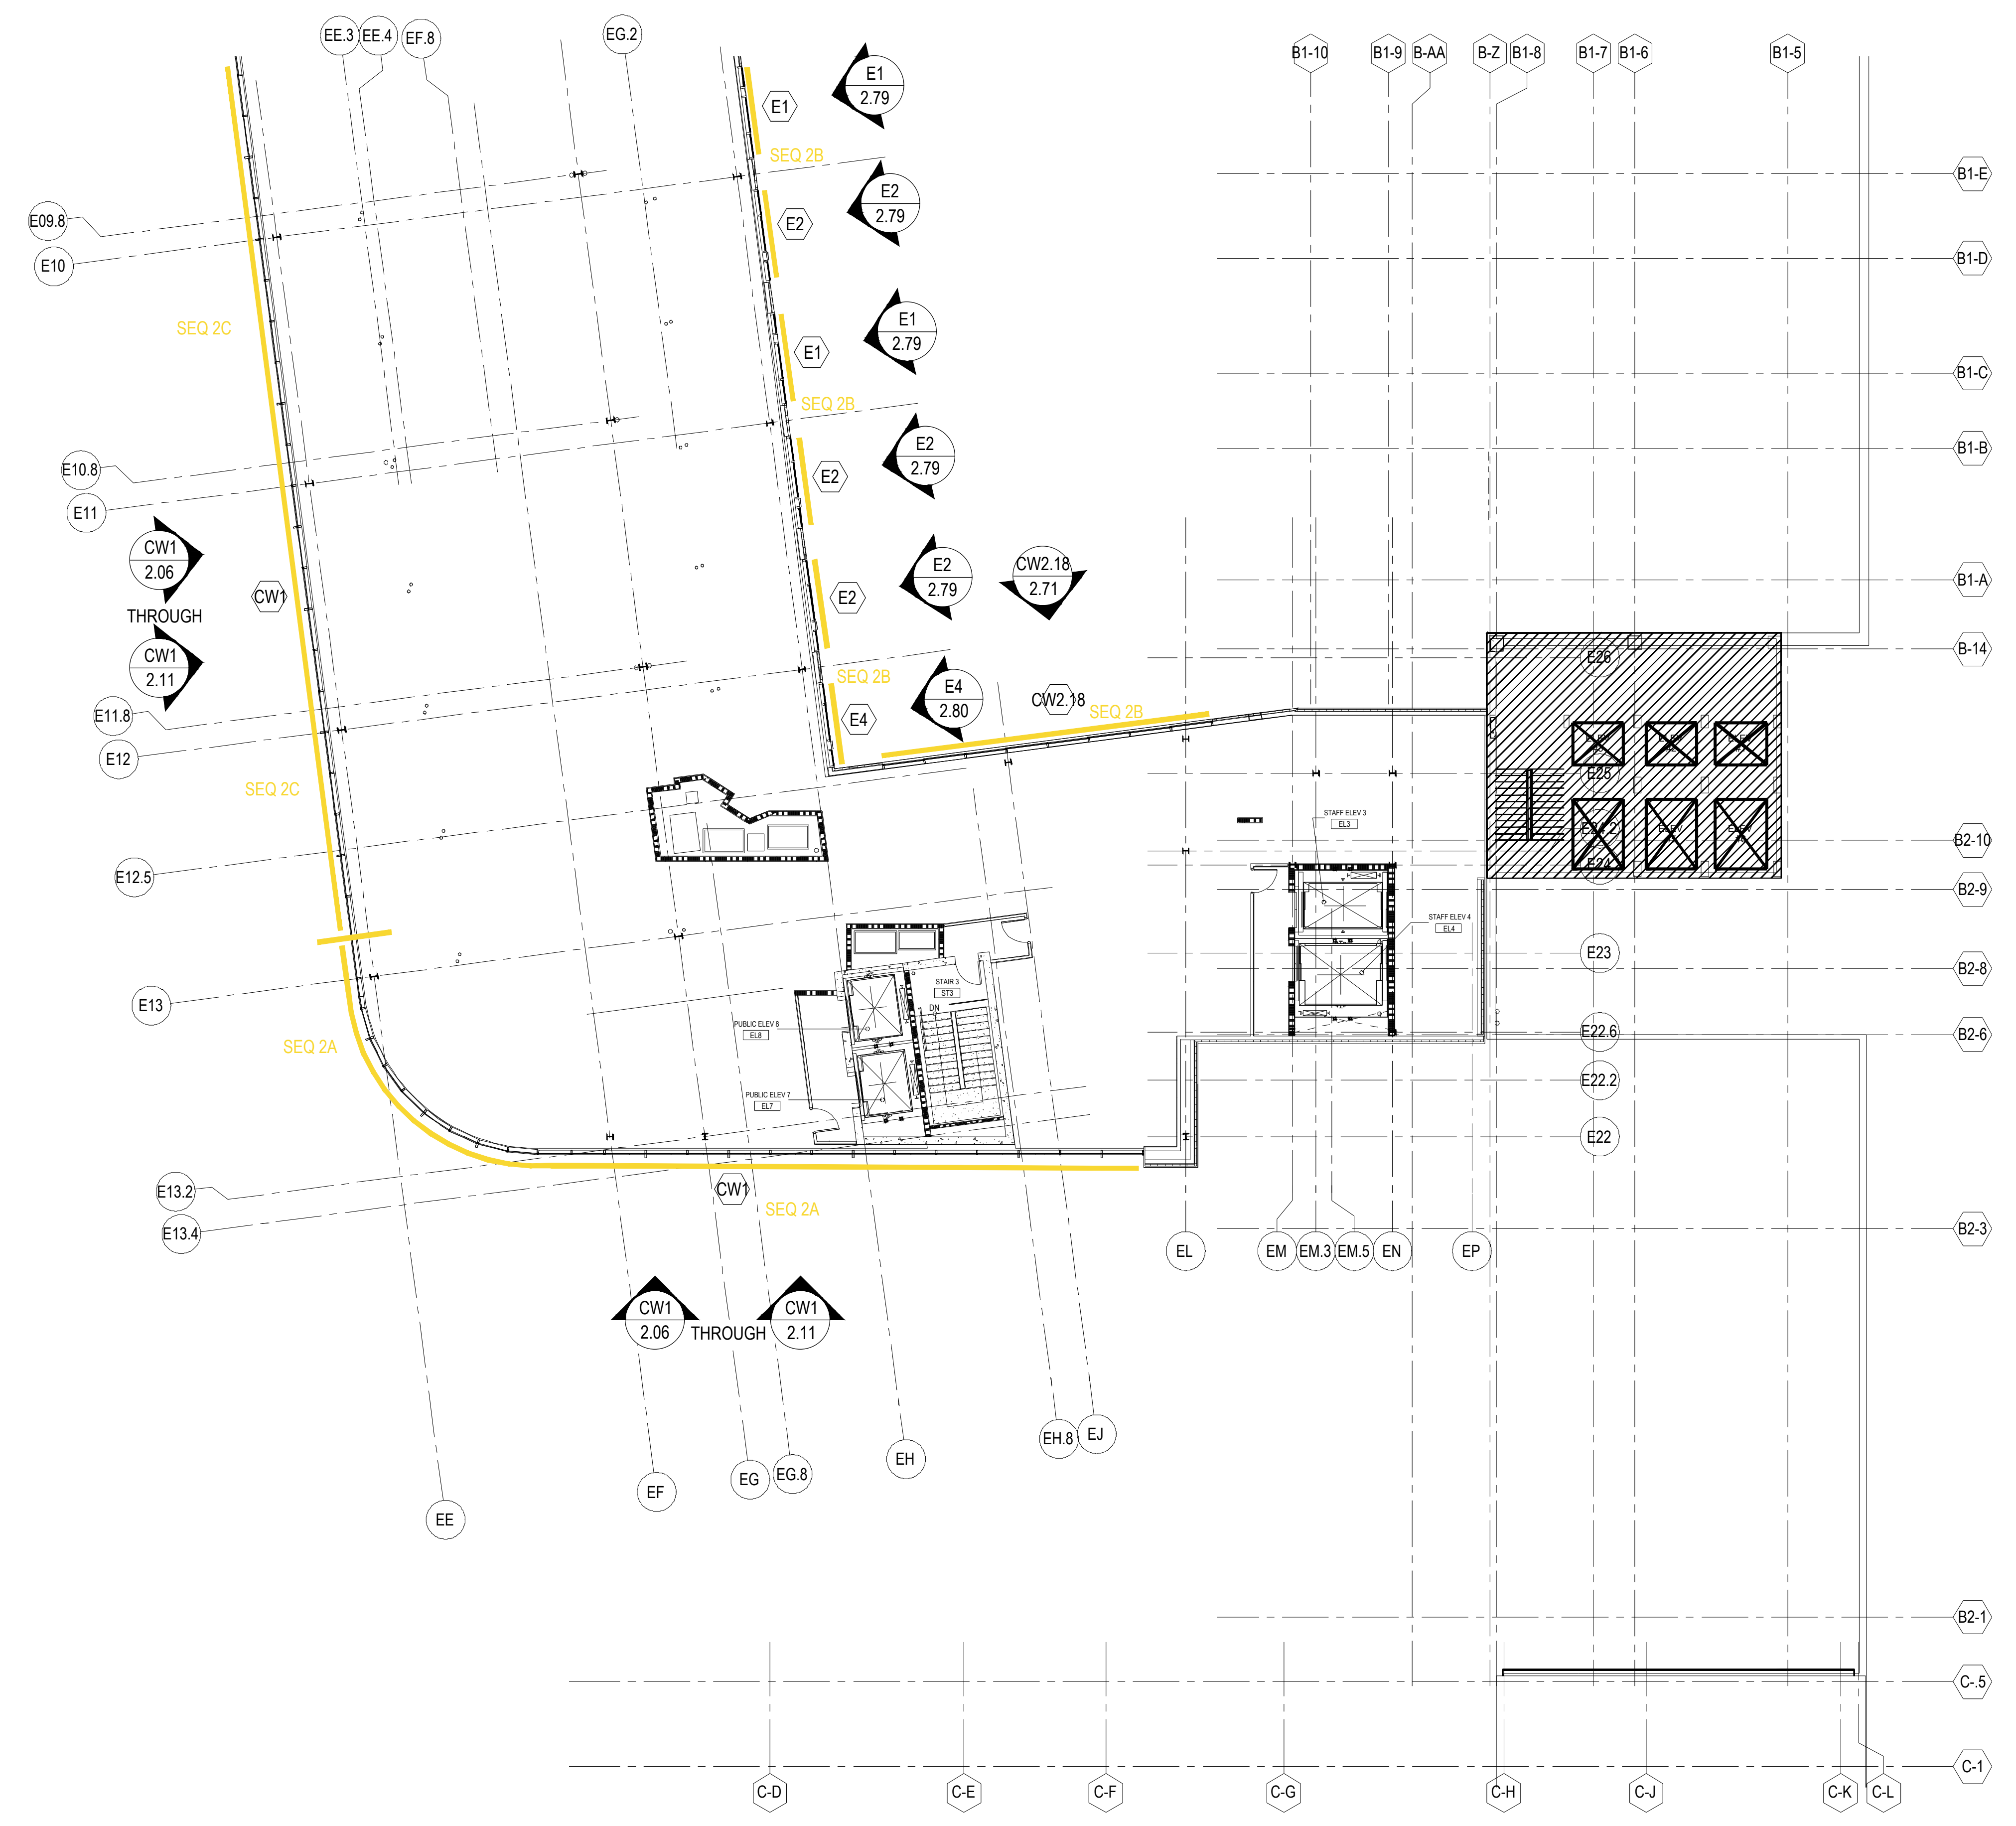 EE.3
EE.4
EF.8
EG.2
B1-10
B1-9
B-AA
B-Z
B1-8
B1-7
B1-6
B1-5
E1
2.79
E1
SEQ 2B
B1-E
E2
2.79
E2
E09.8
E10
B1-D
SEQ 2C
E1
2.79
E1
B1-C
SEQ 2B
E2
2.79
E2
B1-B
E10.8
E11
CW1
2.06
THROUGH
CW1
2.11
CW1
E2
2.79
E2
CW2.18
2.71
B1-A
B-14
E26
SEQ 2B
E4
2.80
E4
CW2.18
SEQ 2B
E11.8
E12
SEQ 2C
E25
STAFF ELEV 3
EL3
E24.2
ELEV
ELEV
B2-10
E24
E12.5
B2-9
STAFF ELEV 4
EL4
E23
B2-8
E13
STAIR 3
ST3
DN
PUBLIC ELEV 8
EL8
E22.6
B2-6
SEQ 2A
PUBLIC ELEV 7
EL7
E22.2
E22
E13.2
E13.4
CW1
SEQ 2A
B2-3
EL
EM
EM.3
EM.5
EN
EP
CW1
2.06
THROUGH
CW1
2.11
EE
EF
EG
EG.8
EH
EH.8
EJ
B2-1
C-.5
C-1
C-D
C-E
C-F
C-G
C-H
C-J
C-K
C-L